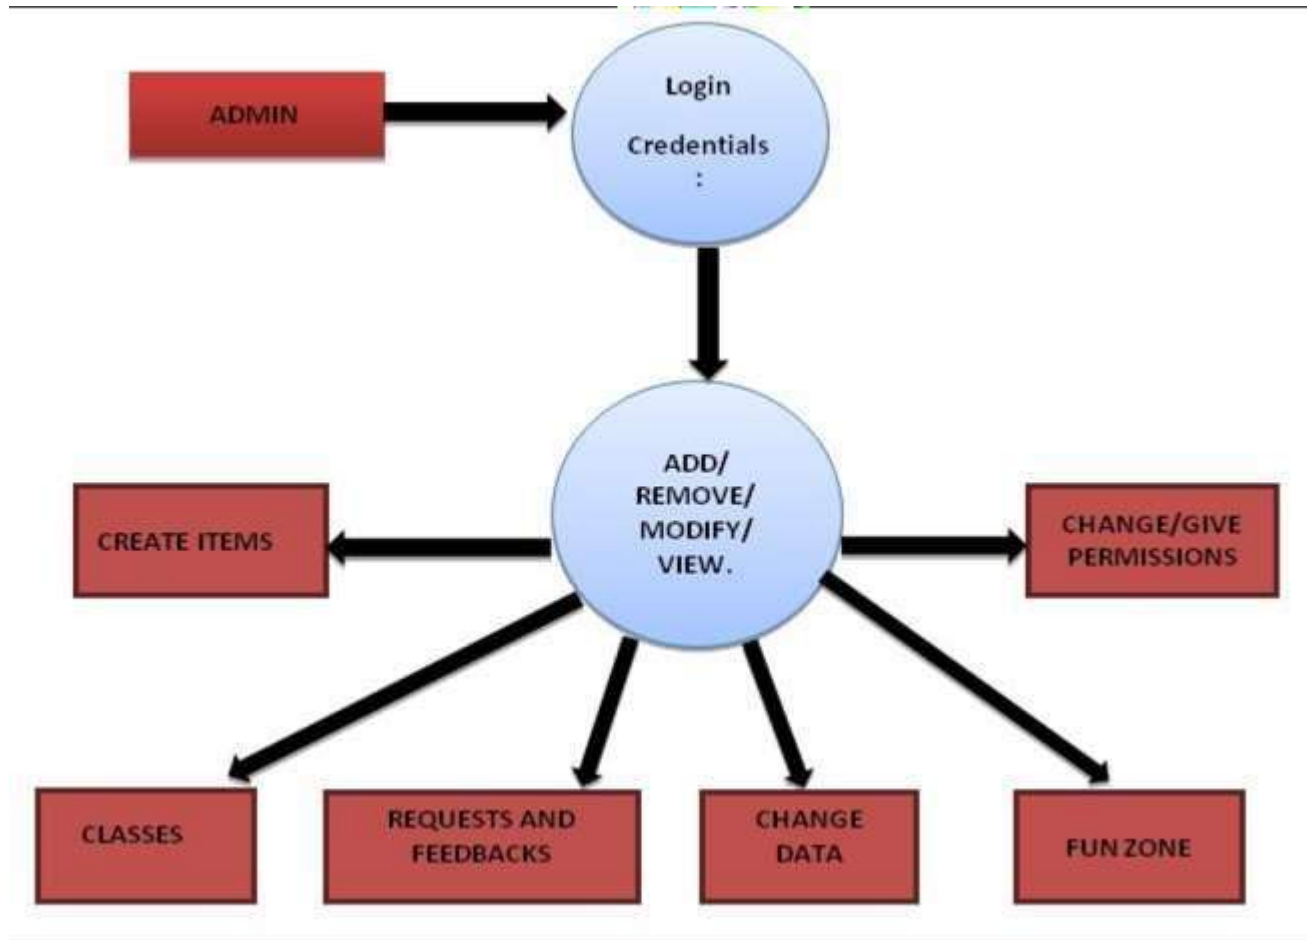 ADMIN
Login
Credentials
:
ADD/
REMOVE/
MODIFY/
VIEW.
CREATE ITEMS
CHANGE/GIVE
PERMISSIONS
CLASSES
REQUESTS AND
FEEDBACKS
CHANGE
DATA
FUN ZONE